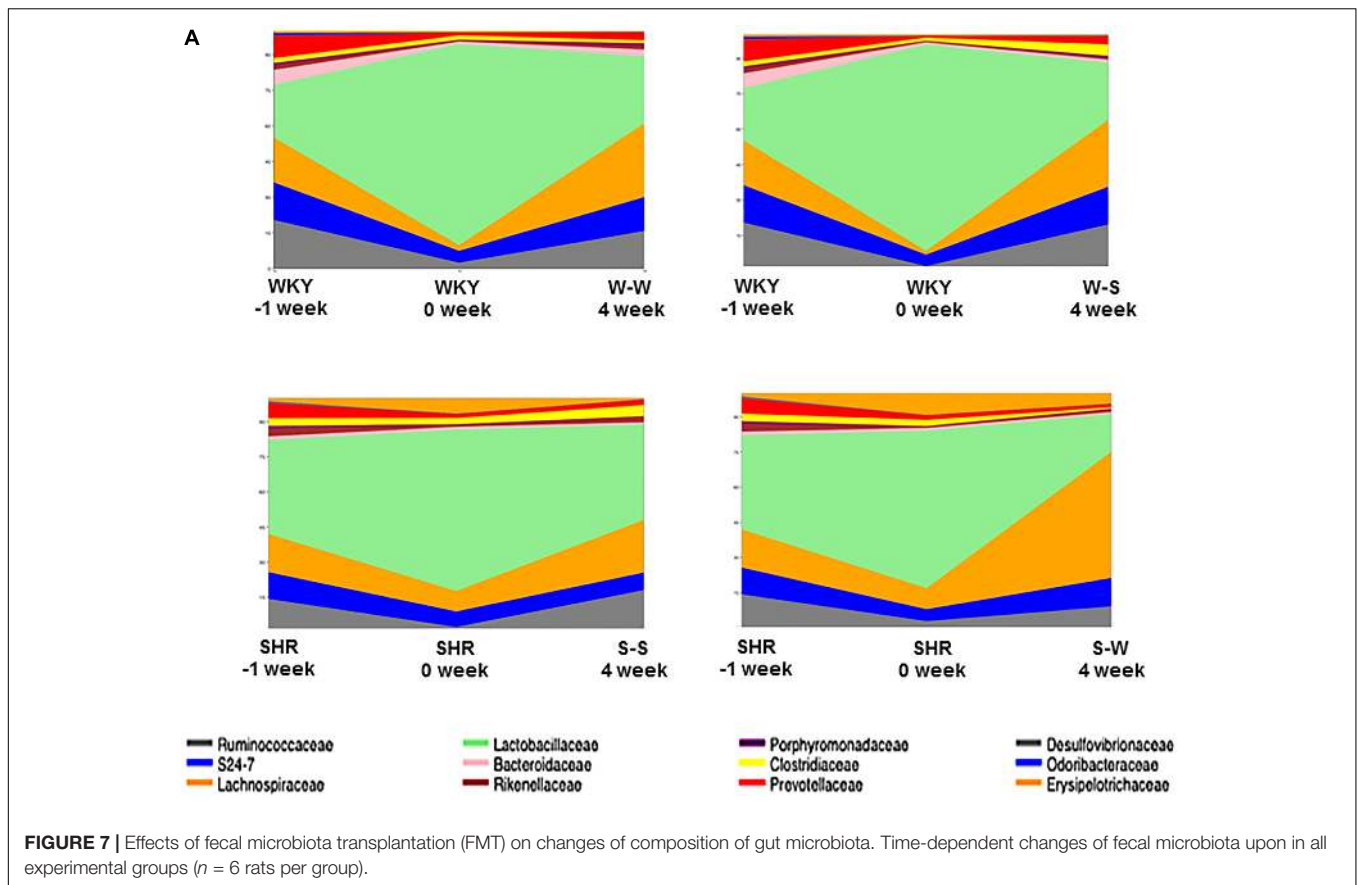 A
WKY -1 week
WKY 0 week
W-W 4 week
WKY -1 week
WKY 0 week
W-S 4 week
SHR -1 week
SHR 0 week
S-S 4 week
SHR -1 week
SHR 0 week
S-W 4 week
Ruminococcaceae
Lactobacillaceae
Porphyromonadaceae
Desulfovibrionaceae
S24-7
Bacteroidaceae
Clostridiaceae
Odoribacteraceae
Lachnospiraceae
Rikenellaceae
Prevotellaceae
Erysipelotrichaceae
FIGURE 7 | Effects of fecal microbiota transplantation (FMT) on changes of composition of gut microbiota. Time-dependent changes of fecal microbiota upon in all
experimental groups (n = 6 rats per group).